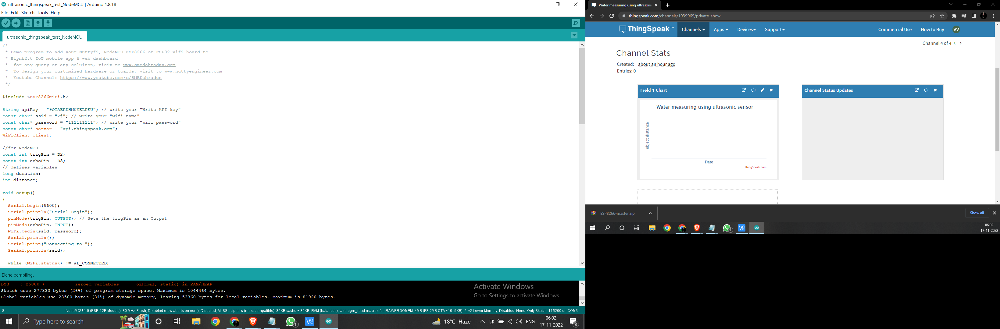 ultrasonic_thingspeak_test_NodeMCU | Arduino 1.8.18
File Edit Sketch Tools Help
ultrasonic_thingspeak_test_NodeMCU
/*
* Demo program to add your Nuttyfi, NodeMCU ESP8266 or ESP32 wifi board to
* Blynk2.0 IoT mobile app & web dashboard
*  for any query or any soluiton, visit to www.smedehradun.com
*  To design your customized hardware or boards, visit to www.nuttyengineer.com
*  Youtube Channel: https://www.youtube.com/c/SMEDehradun
*/
#include <ESP8266WiFi.h>
String apiKey = "9OIAEKDHM0YELPEU"; // write your "Write API key"
const char* ssid = "Vj"; // write your "wifi name"
const char* password = "111111111"; // write your "wifi password"
const char* server = "api.thingspeak.com";
WiFiClient client;
//for NodeMCU
const int trigPin = D2;
const int echoPin = D3;
// defines variables
long duration;
int distance;
void setup()
{
Serial.begin(9600);
Serial.println("Serial Begin");
pinMode(trigPin, OUTPUT); // Sets the trigPin as an Output
pinMode(echoPin, INPUT);
WiFi.begin(ssid, password);
Serial.println();
Serial.print("Connecting to ");
Serial.println(ssid);
while (WiFi.status() != WL_CONNECTED)
Done compiling.
BSS    : 25800 )         - zeroed variables      (global, static) in RAM/HEAP
Sketch uses 277333 bytes (26%) of program storage space. Maximum is 1044464 bytes.
Global variables use 28560 bytes (34%) of dynamic memory, leaving 53360 bytes for local variables. Maximum is 81920 bytes.
Activate Windows
Go to Settings to activate Windows.
8
NodeMCU 1.0 (ESP-12E Module), 80 MHz, Flash, Disabled (new aborts on oom), Disabled, All SSL ciphers (most compatible), 32KB cache + 32KB IRAM (balanced), Use pgm_read macros for IRAM/PROGMEM, 4MB (FS:2MB OTA:~1019KB), 2, v2 Lower Memory, Disabled, None, Only Sketch, 115200 on COM3
Type here to search
1
V2
18°C Haze
ENG
06:02
17-11-2022
3
Water measuring using ultrasonic
thingspeak.com/channels/1939969/private_show
ThingSpeak™
Channels
Apps
Devices
Support
Commercial Use
How to Buy
VV
Channel 4 of 4 < >
Channel Stats
Created: about an hour ago
Entries: 0
Field 1 Chart
Water measuring using ultrasonic sensor
object distance
Date
ThingSpeak.com
Channel Status Updates
ESP8266-master.zip
Show all
1
V2
06:02
17-11-2022